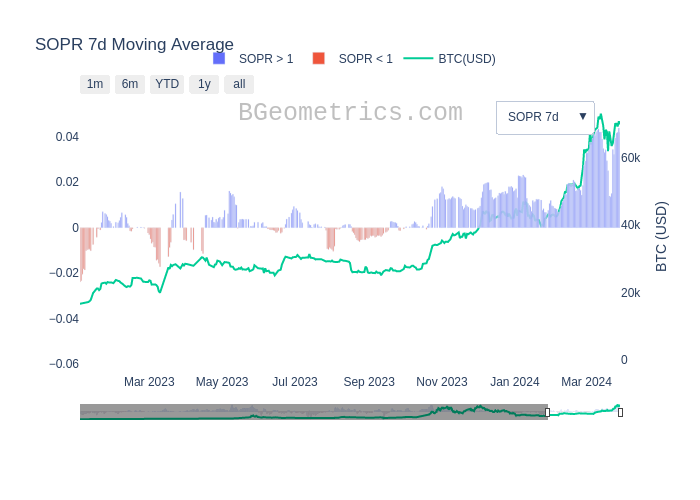 SOPR 7d Moving Average
SOPR > 1 SOPR < 1 BTC(USD)
1m 6m YTD 1y all
BGeometrics.com
SOPR 7d ▼
0.04
0.02
0
−0.02
−0.04
−0.06
60k
40k
20k
0
BTC (USD)
Mar 2023 May 2023 Jul 2023 Sep 2023 Nov 2023 Jan 2024 Mar 2024